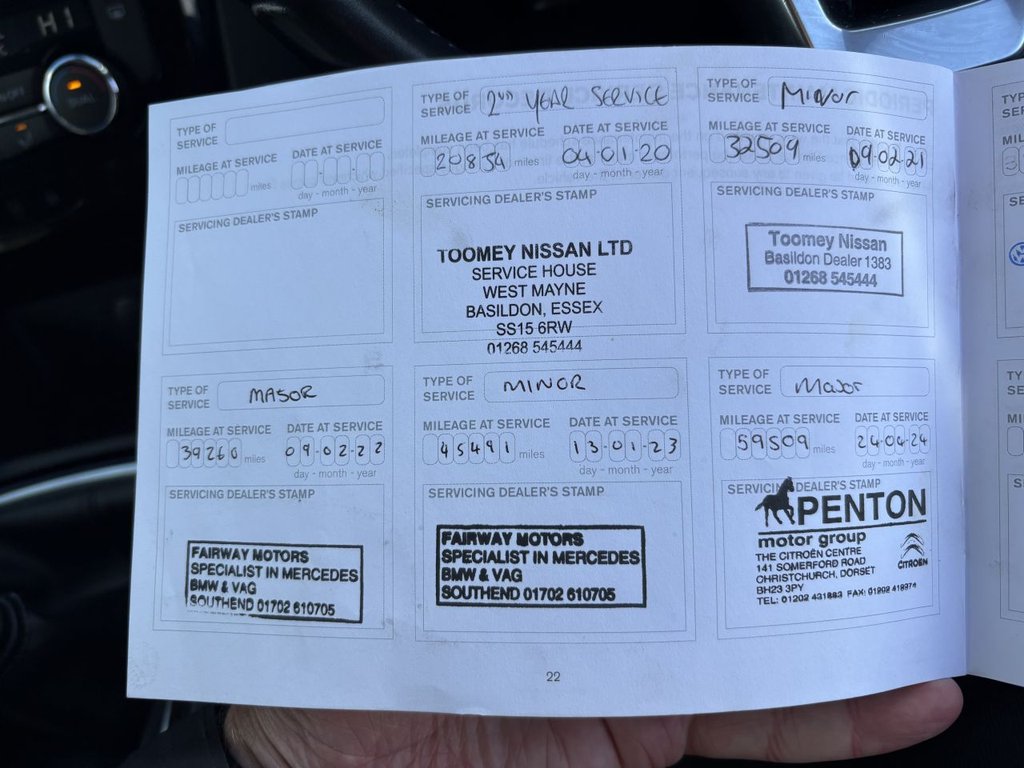 HI
TYPE OF
SERVICE
MILEAGE AT SERVICE
DATE AT SERVICE
miles
day - month - year
SERVICING DEALER'S STAMP
TYPE OF
SERVICE
2ND YEAR SERVICE
MILEAGE AT SERVICE
DATE AT SERVICE
20854 miles
04-01-20
day - month - year
SERVICING DEALER'S STAMP
TOOMEY NISSAN LTD
SERVICE HOUSE
WEST MAYNE
BASILDON, ESSEX
SS15 6RW
01268 545444
TYPE OF
SERVICE
Minor
MILEAGE AT SERVICE
DATE AT SERVICE
32509 miles
09-02-21
day - month - year
SERVICING DEALER'S STAMP
Toomey Nissan
Basildon Dealer 1383
01268 545444
TYPE OF
SERVICE
MAJOR
MILEAGE AT SERVICE
DATE AT SERVICE
39260 miles
09-02-22
day - month - year
SERVICING DEALER'S STAMP
FAIRWAY MOTORS
SPECIALIST IN MERCEDES
BMW & VAG
SOUTHEND 01702 610705
TYPE OF
SERVICE
MINOR
MILEAGE AT SERVICE
DATE AT SERVICE
45491 miles
13-01-23
day - month - year
SERVICING DEALER'S STAMP
FAIRWAY MOTORS
SPECIALIST IN MERCEDES
BMW & VAG
SOUTHEND 01702 610705
TYPE OF
SERVICE
Major
MILEAGE AT SERVICE
DATE AT SERVICE
59509 miles
24-04-24
day - month - year
SERVICING DEALER'S STAMP
PENTON
motor group
THE CITROËN CENTRE
141 SOMERFORD ROAD
CHRISTCHURCH, DORSET
BH23 3PY
TEL: 01202 431883 FAX: 01202 418974
CITROËN
22